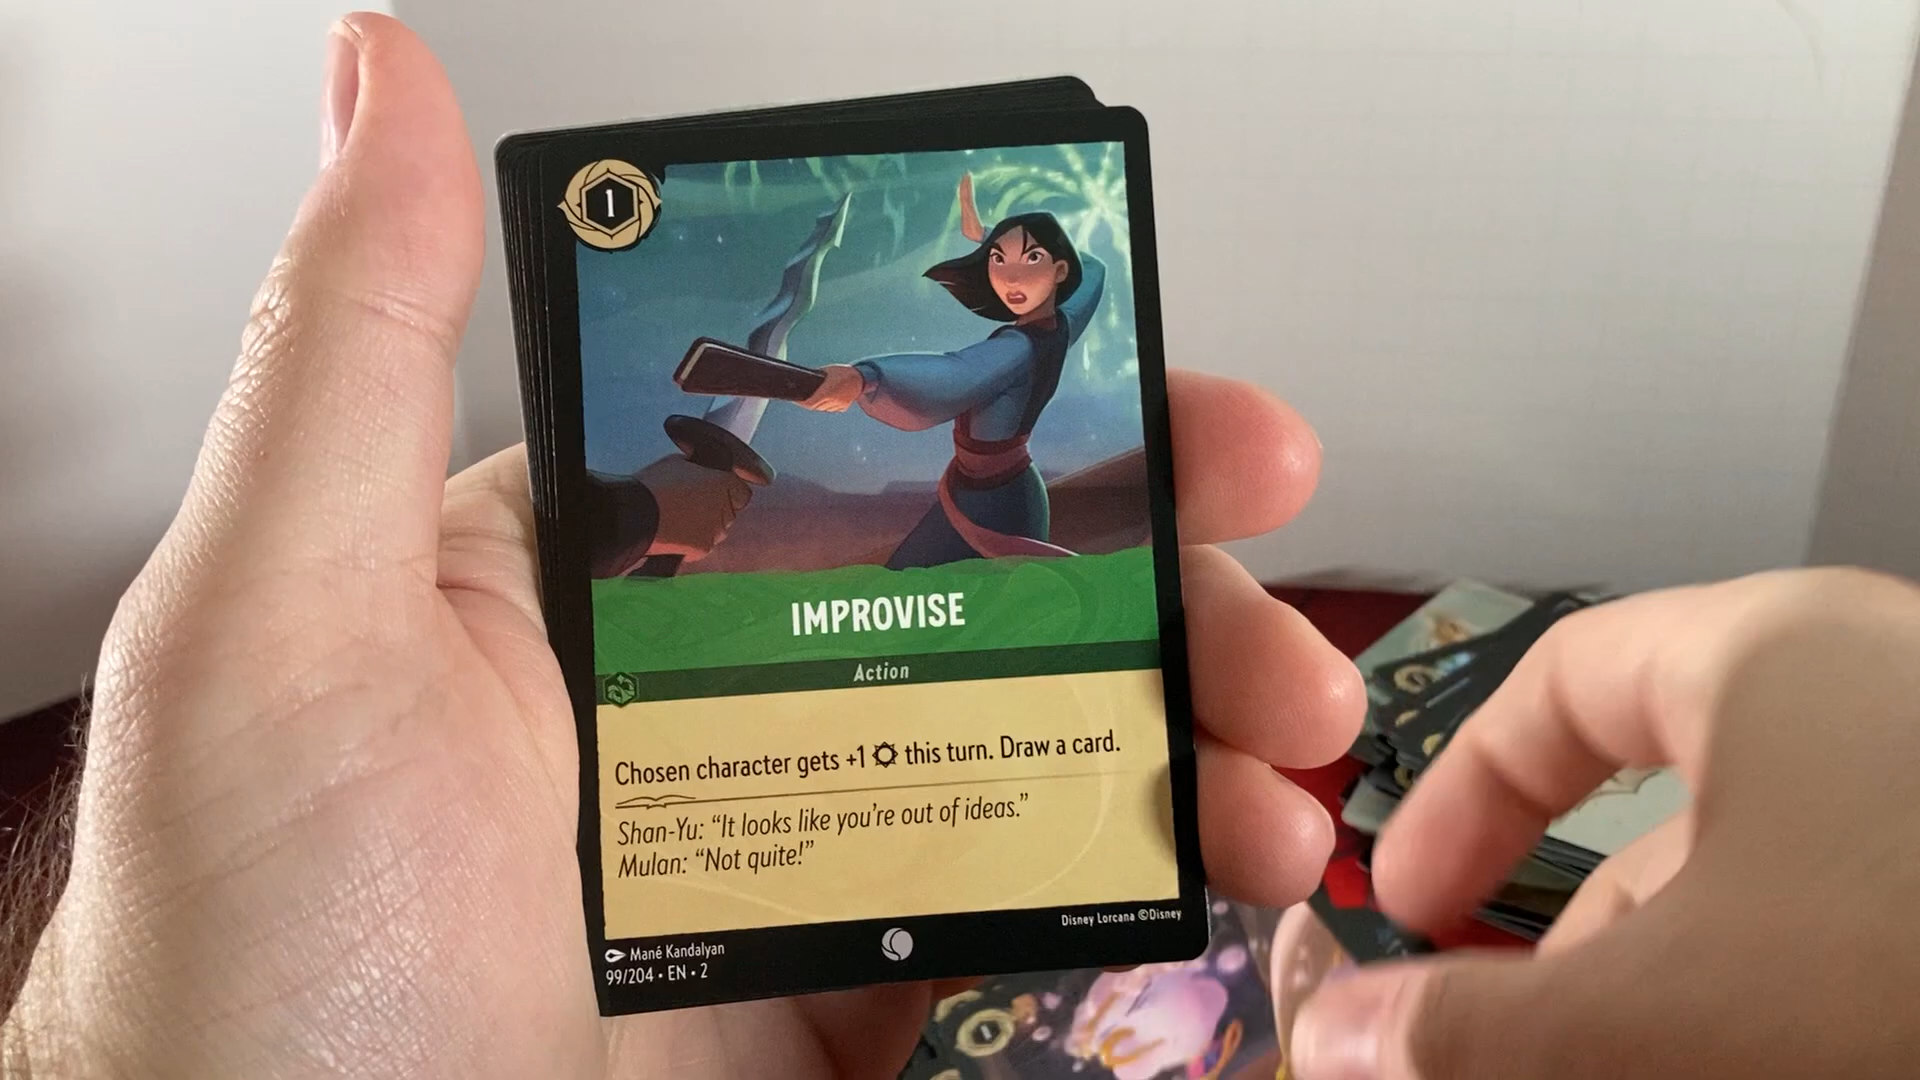 1
IMPROVISE
Action
Chosen character gets +1 this turn. Draw a card.
Shan-Yu: “It looks like you’re out of ideas.”
Mulan: “Not quite!”
Disney Lorcana ©Disney
Mané Kandalyan
99/204 • EN • 2
1